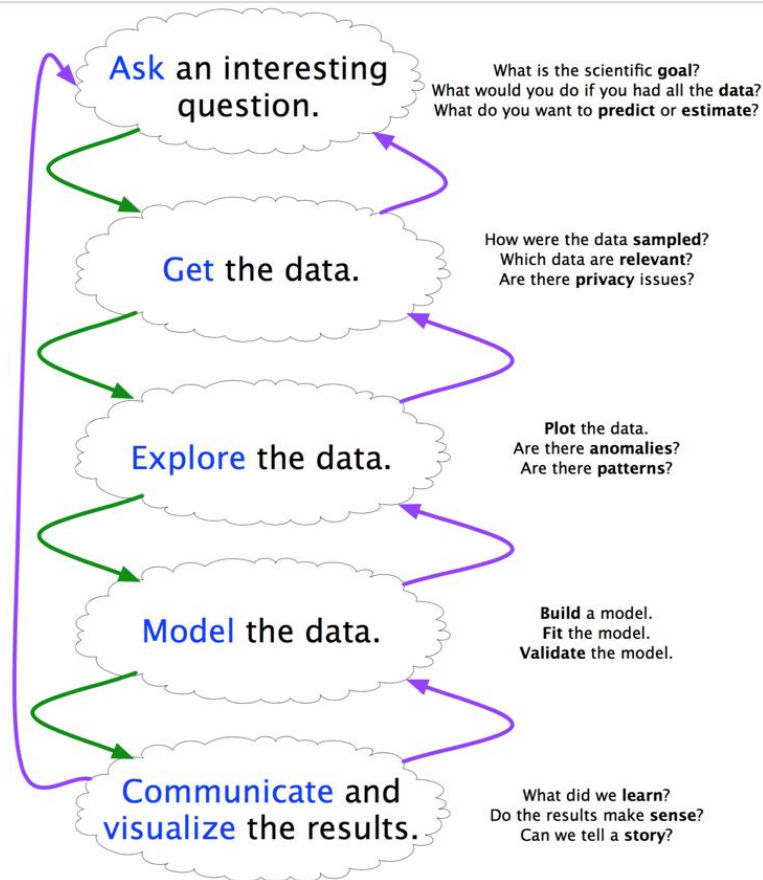 Ask an interesting
question.
What is the scientific goal?
What would you do if you had all the data?
What do you want to predict or estimate?
Get the data.
How were the data sampled?
Which data are relevant?
Are there privacy issues?
Explore the data.
Plot the data.
Are there anomalies?
Are there patterns?
Model the data.
Build a model.
Fit the model.
Validate the model.
Communicate and
visualize the results.
What did we learn?
Do the results make sense?
Can we tell a story?